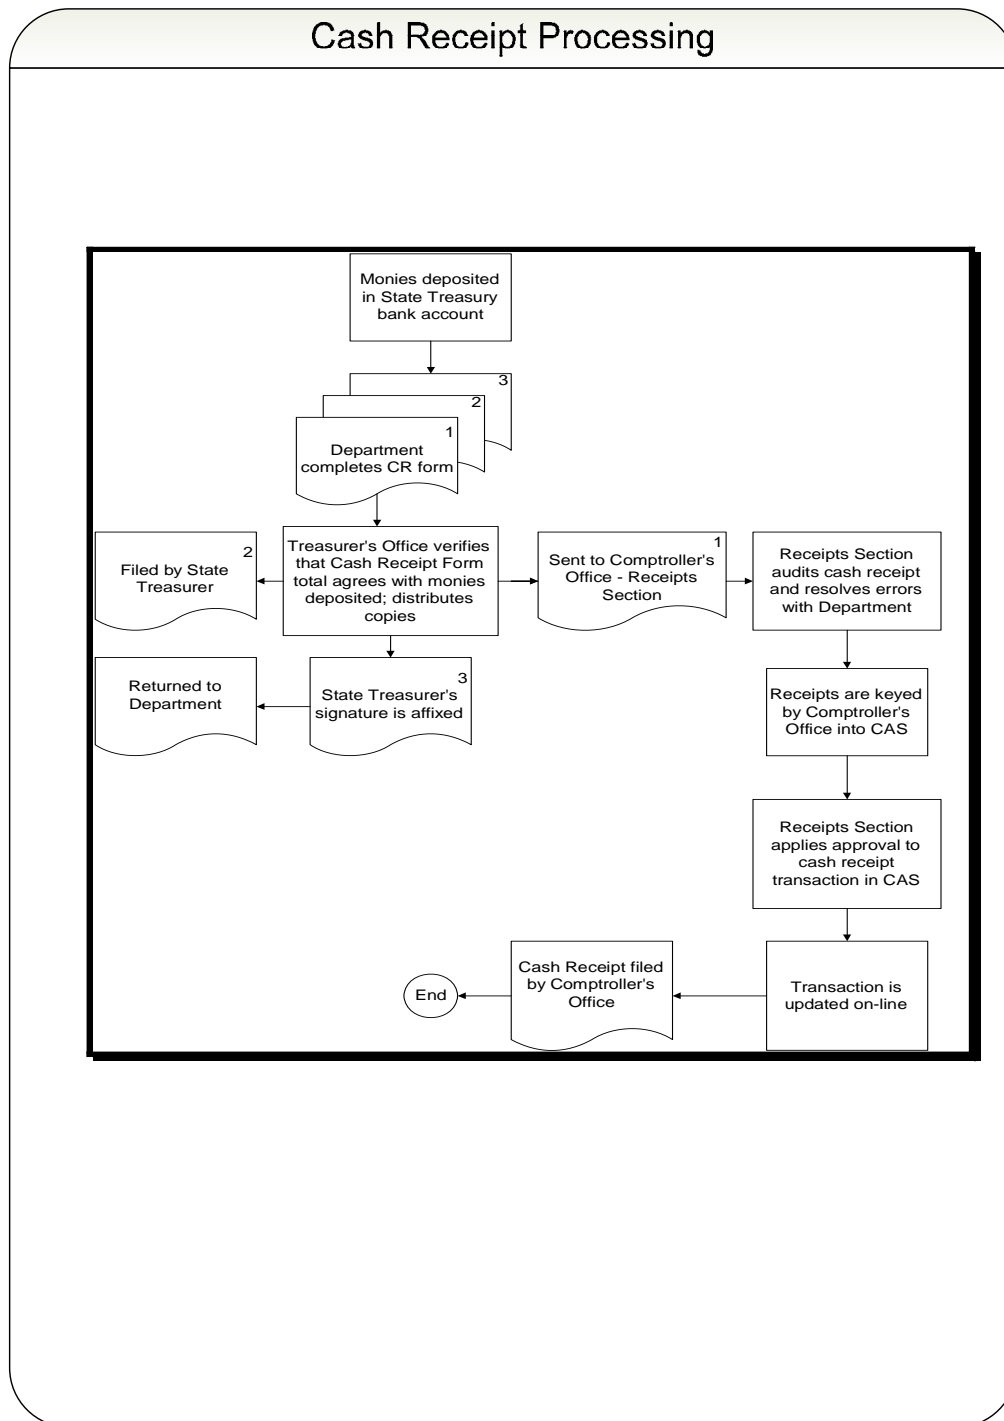 Cash Receipt Processing
Monies deposited
in State Treasury
bank account
3
2
1
Department
completes CR form
2
Filed by State
Treasurer
Treasurer's Office verifies
that Cash Receipt Form
total agrees with monies
deposited; distributes
copies
1
Sent to Comptroller's
Office - Receipts
Section
Receipts Section
audits cash receipt
and resolves errors
with Department
Returned to
Department
3
State Treasurer's
signature is affixed
Receipts are keyed
by Comptroller's
Office into CAS
Receipts Section
applies approval to
cash receipt
transaction in CAS
End
Cash Receipt filed
by Comptroller's
Office
Transaction is
updated on-line